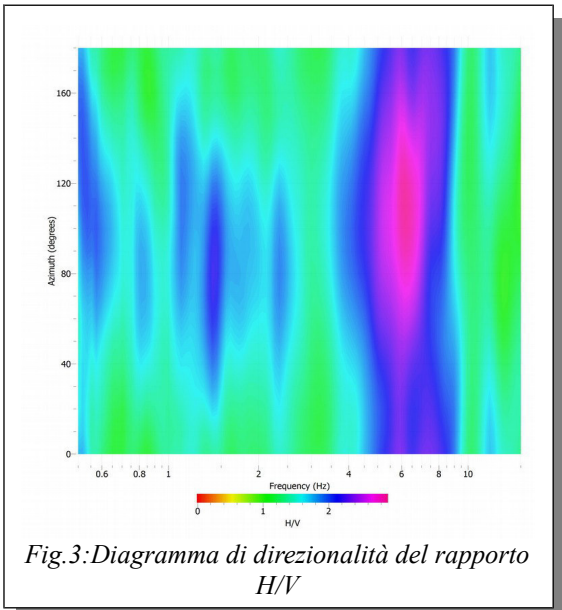 160
120
80
40
0
Azimuth (degrees)
0.6 0.8 1 2 4 6 8 10
Frequency (Hz)
0 1 2
H/V
Fig.3:Diagramma di direzionalità del rapporto
H/V